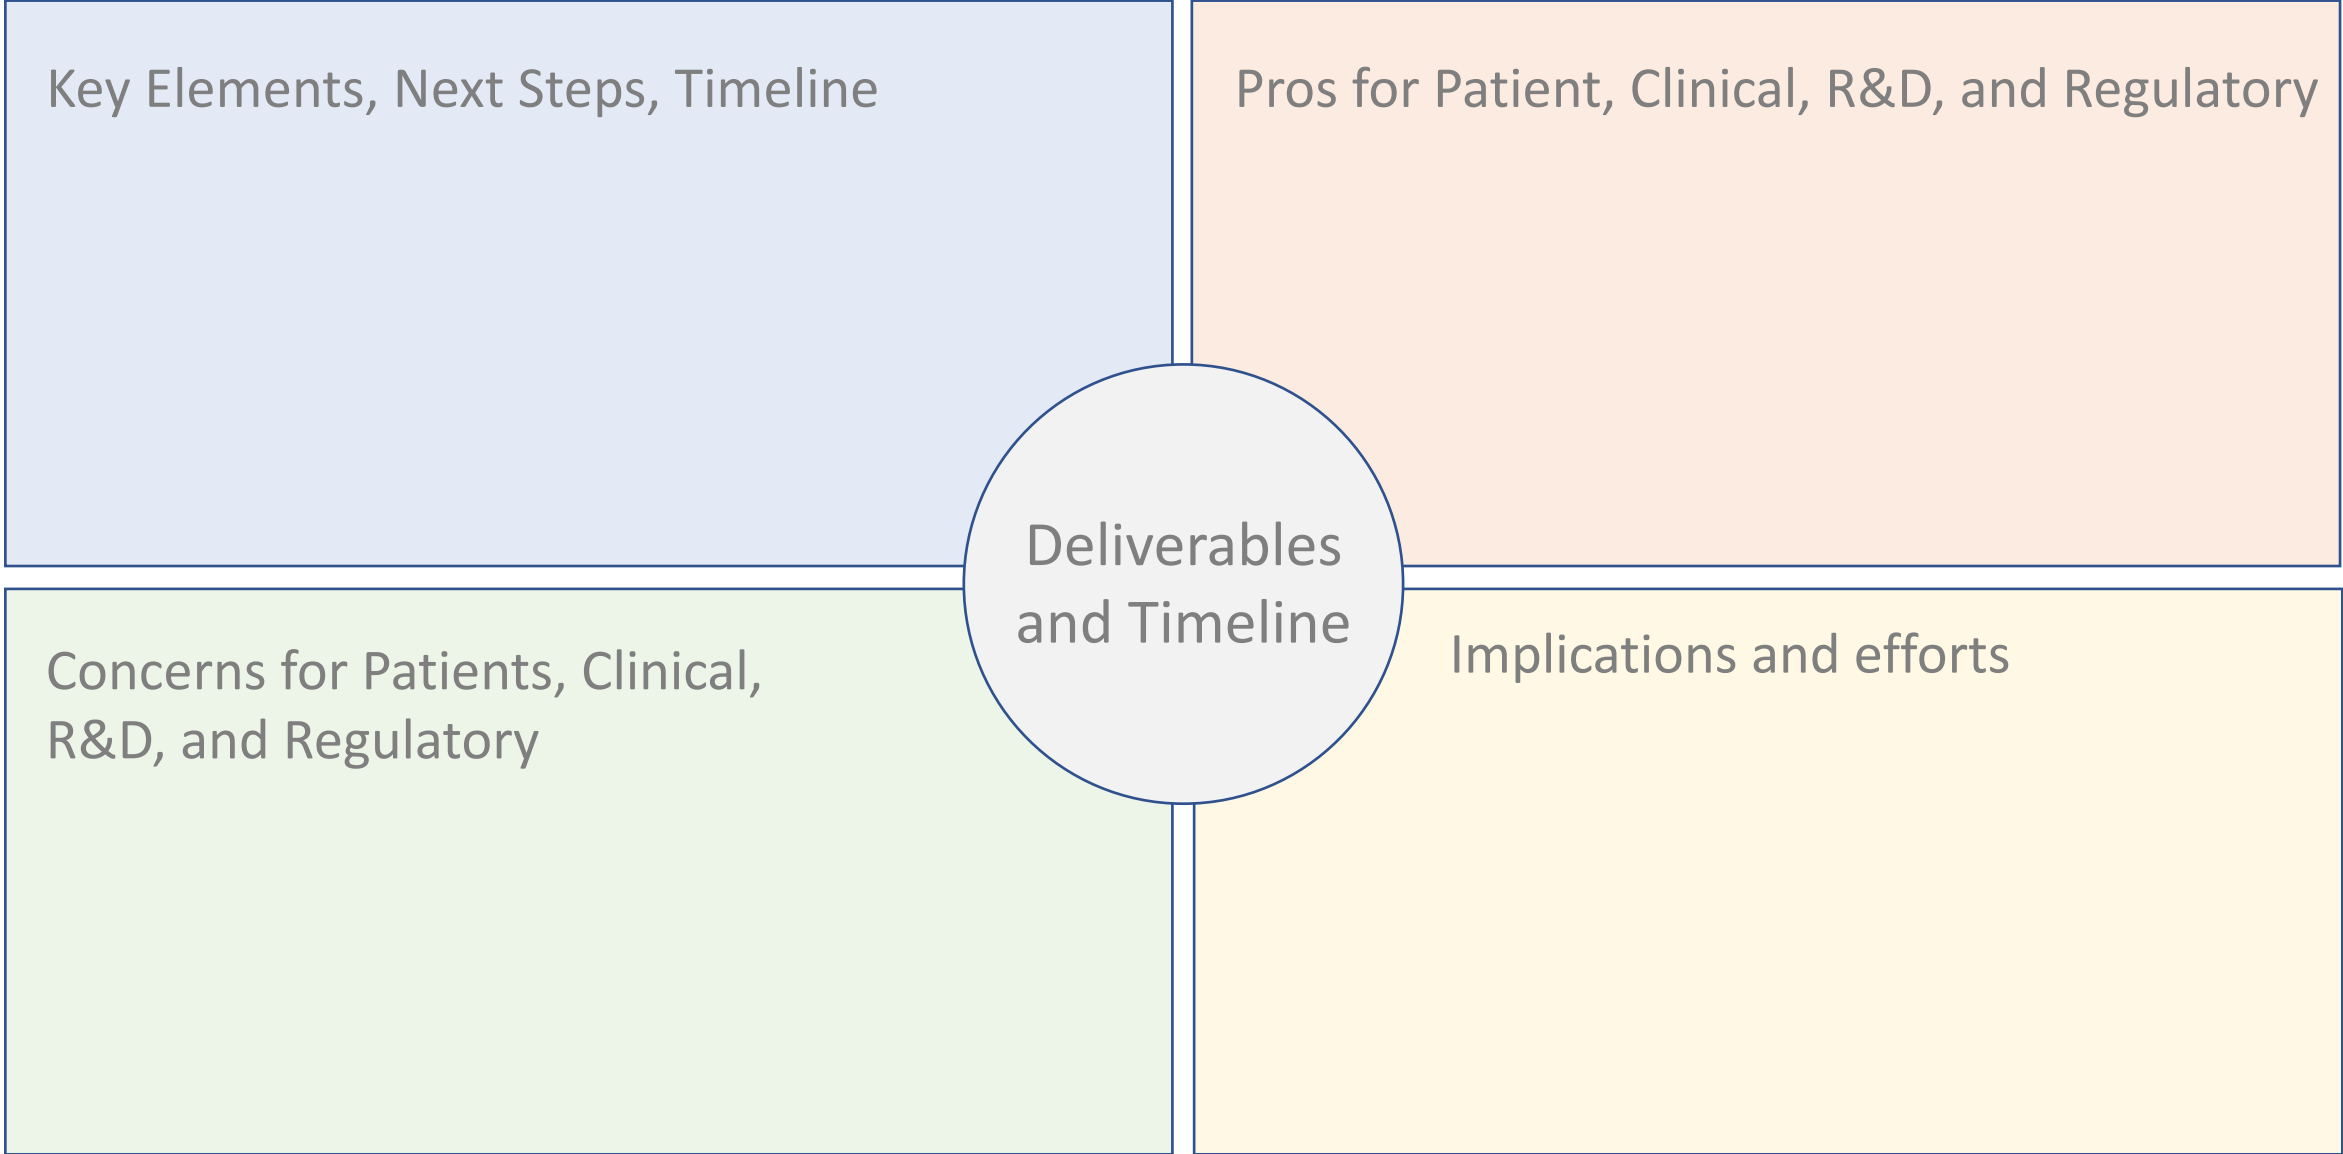 Key Elements, Next Steps, Timeline
Pros for Patient, Clinical, R&D, and Regulatory
Deliverables
and Timeline
Concerns for Patients, Clinical,
R&D, and Regulatory
Implications and efforts